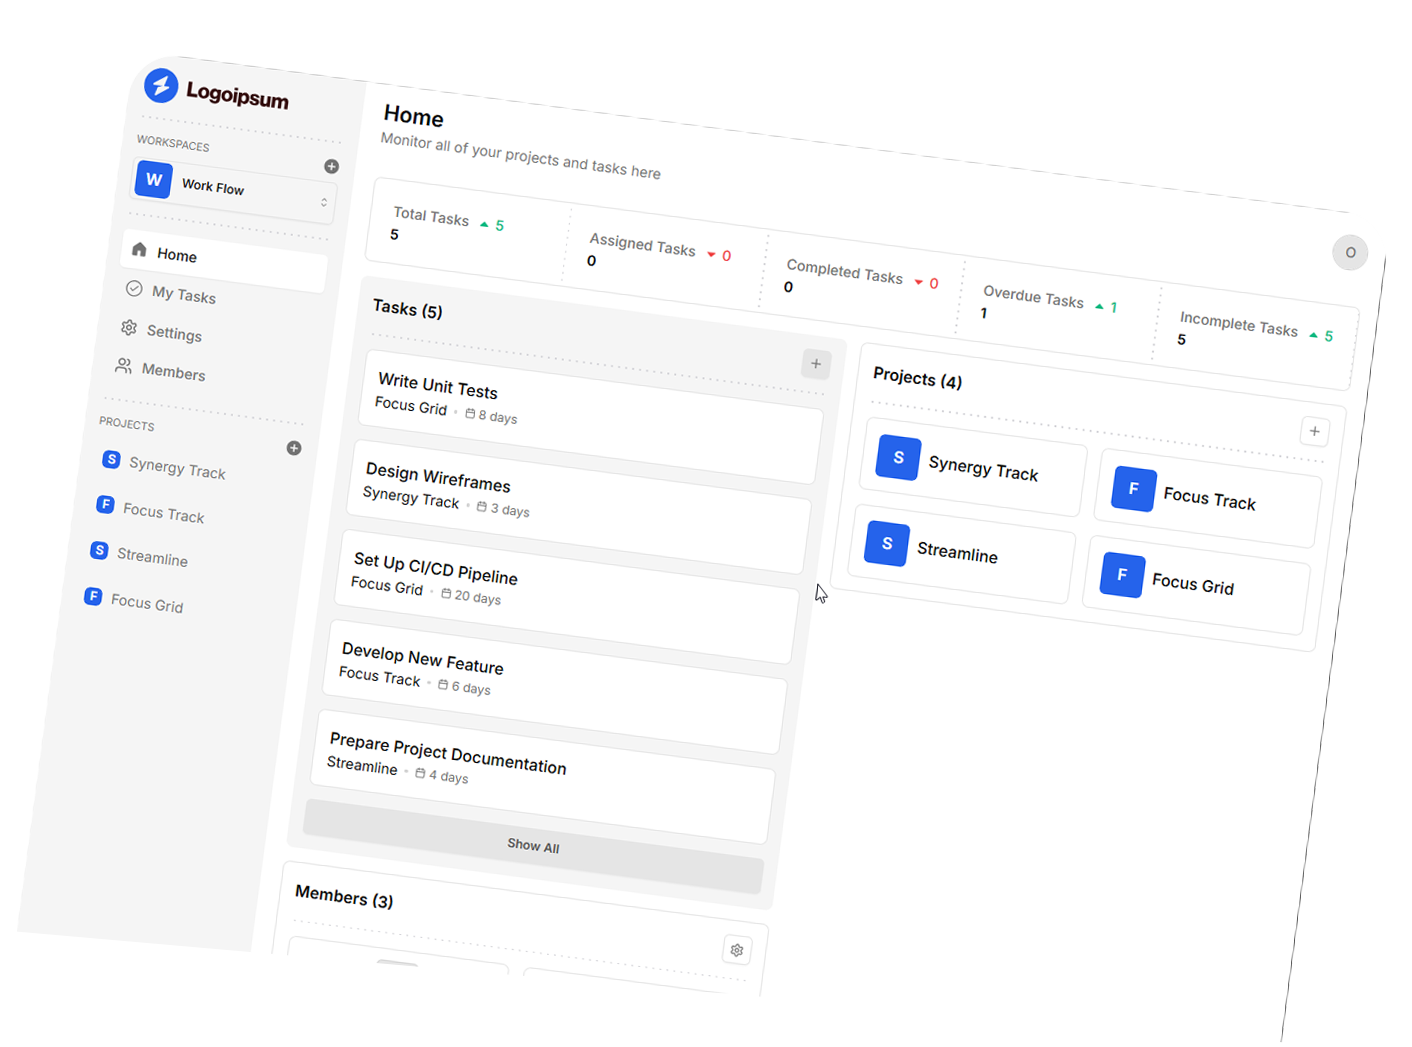 Logoipsum
WORKSPACES
W Work Flow
Home
My Tasks
Settings
Members
PROJECTS
S Synergy Track
F Focus Track
S Streamline
F Focus Grid
Home
Monitor all of your projects and tasks here
O
Total Tasks 5
5
Assigned Tasks 0
0
Completed Tasks 0
0
Overdue Tasks 1
1
Incomplete Tasks 5
5
Tasks (5)
Write Unit Tests
Focus Grid • 8 days
Design Wireframes
Synergy Track • 3 days
Set Up CI/CD Pipeline
Focus Grid • 20 days
Develop New Feature
Focus Track • 6 days
Prepare Project Documentation
Streamline • 4 days
Show All
Projects (4)
S Synergy Track
F Focus Track
S Streamline
F Focus Grid
Members (3)